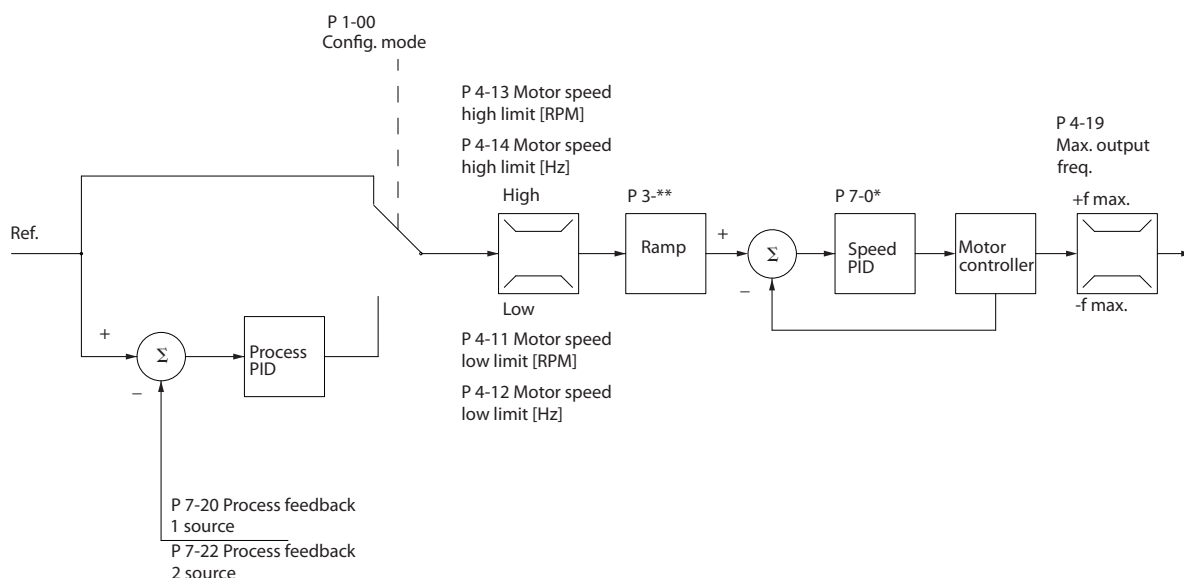 P 1-00
Config. mode
P 4-13 Motor speed
high limit [RPM]
P 4-14 Motor speed
high limit [Hz]
P 4-19
Max. output
freq.
High
P 3-**
P 7-0*
+f max.
Ref.
Ramp
+
Σ
−
Speed
PID
Motor
controller
Low
-f max.
+
Σ
−
Process
PID
P 4-11 Motor speed
low limit [RPM]
P 4-12 Motor speed
low limit [Hz]
P 7-20 Process feedback
1 source
P 7-22 Process feedback
2 source